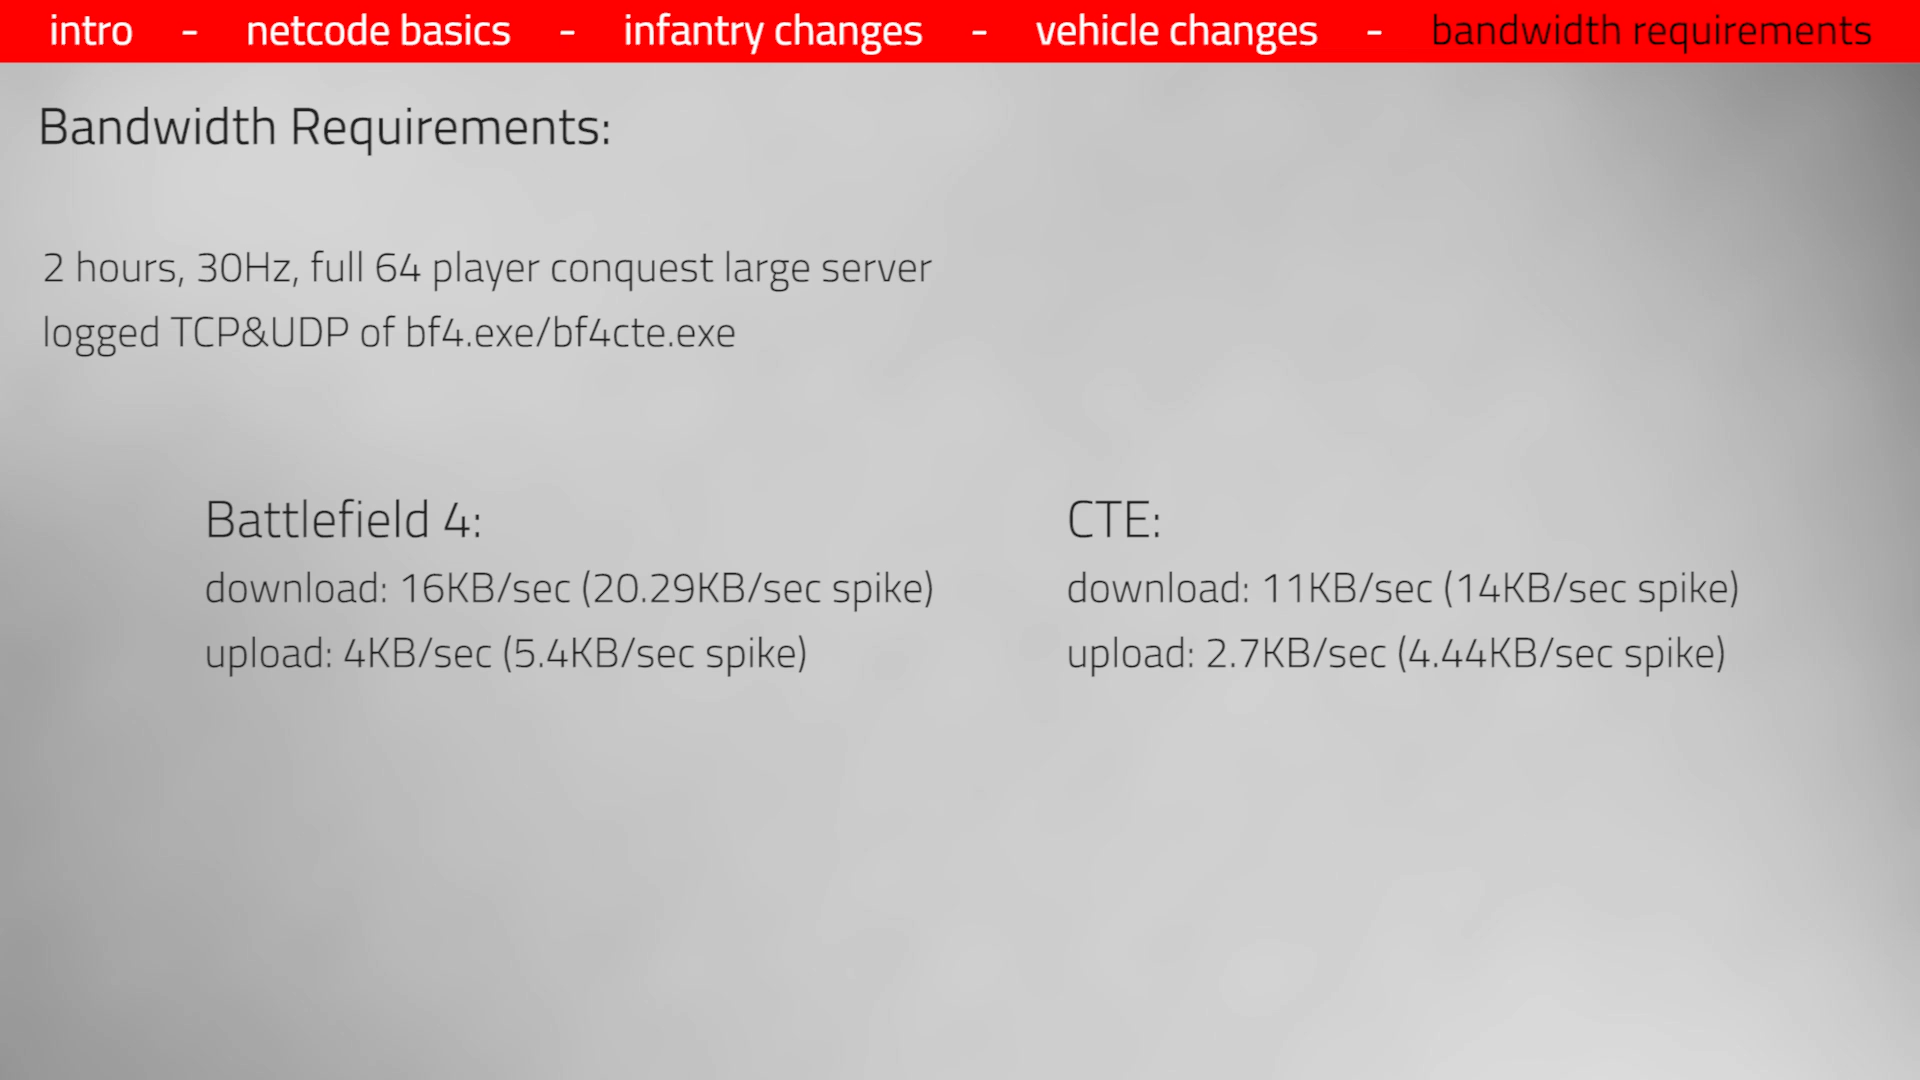 intro - netcode basics - infantry changes - vehicle changes - bandwidth requirements
Bandwidth Requirements:
2 hours, 30Hz, full 64 player conquest large server
logged TCP&UDP of bf4.exe/bf4cte.exe
Battlefield 4:
download: 16KB/sec (20.29KB/sec spike)
upload: 4KB/sec (5.4KB/sec spike)
CTE:
download: 11KB/sec (14KB/sec spike)
upload: 2.7KB/sec (4.44KB/sec spike)